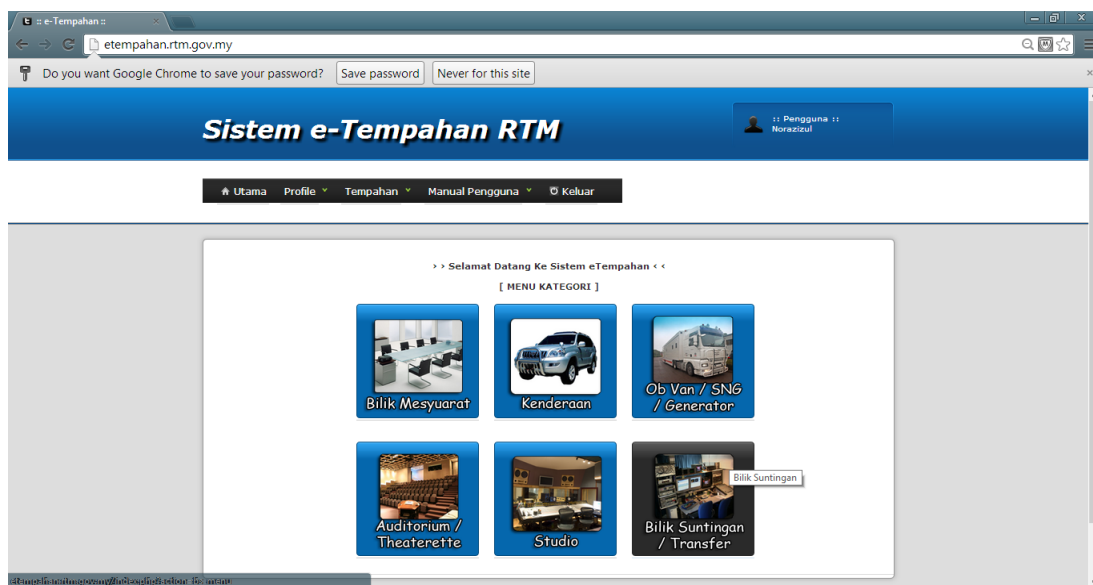 :: e-Tempahan ::
etempahan.rtm.gov.my
Do you want Google Chrome to save your password? Save password Never for this site
Sistem e-Tempahan RTM
:: Pengguna ::
Norazizul
Utama Profile Tempahan Manual Pengguna Keluar
> > Selamat Datang Ke Sistem eTempahan < <
[ MENU KATEGORI ]
Bilik Mesyuarat
Kenderaan
Ob Van / SNG
/ Generator
Auditorium /
Theaterette
Studio
Bilik Suntingan
/ Transfer
Bilik Suntingan